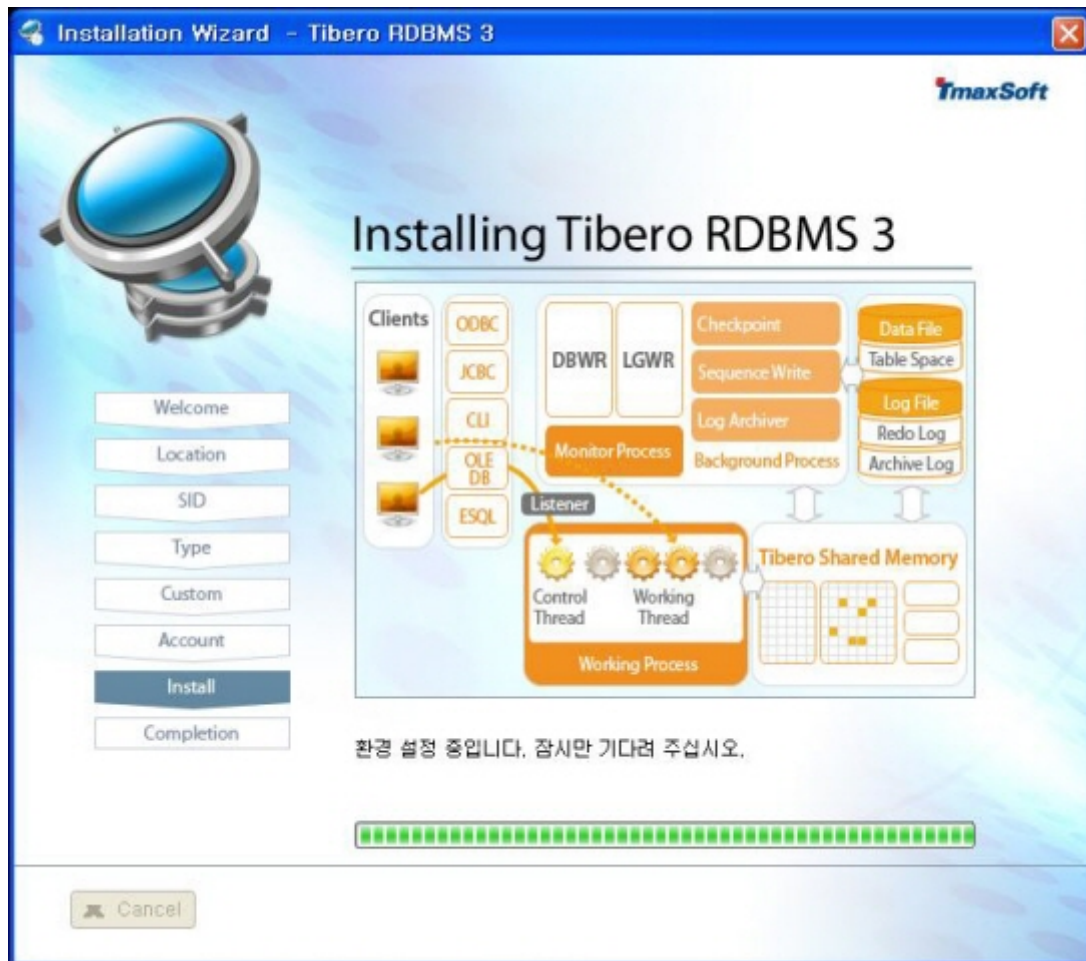 Installation Wizard - Tibero RDBMS 3
TmaxSoft
Installing Tibero RDBMS 3
Clients
ODBC
JCBC
CLI
OLE
DB
ESQL
DBWR
LGWR
Monitor Process
Checkpoint
Sequence Write
Log Archiver
Background Process
Data File
Table Space
Log File
Redo Log
Archive Log
Listener
Control
Thread
Working
Thread
Working Process
Tibero Shared Memory
Welcome
Location
SID
Type
Custom
Account
Install
Completion
환경 설정 중입니다. 잠시만 기다려 주십시오.
Cancel